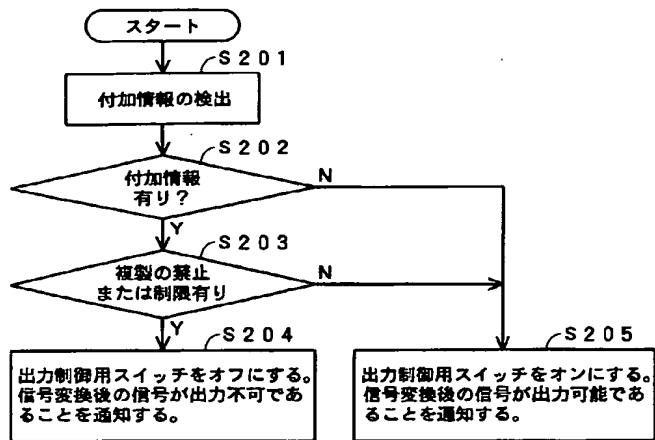 スタート
S201
付加情報の検出
S202
付加情報
有り?
N
Y
S203
複製の禁止
または制限有り
N
Y
S204
出力制御用スイッチをオフにする。
信号変換後の信号が出力不可であ
ることを通知する。
S205
出力制御用スイッチをオンにする。
信号変換後の信号が出力可能であ
ることを通知する。